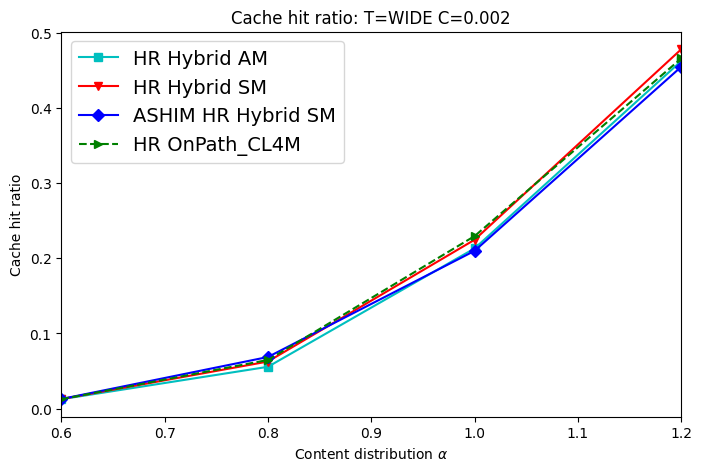 Cache hit ratio: T=WIDE C=0.002
HR Hybrid AM
HR Hybrid SM
ASHIM HR Hybrid SM
HR OnPath_CL4M
Cache hit ratio
0.5
0.4
0.3
0.2
0.1
0.0
0.6 0.7 0.8 0.9 1.0 1.1 1.2
Content distribution α